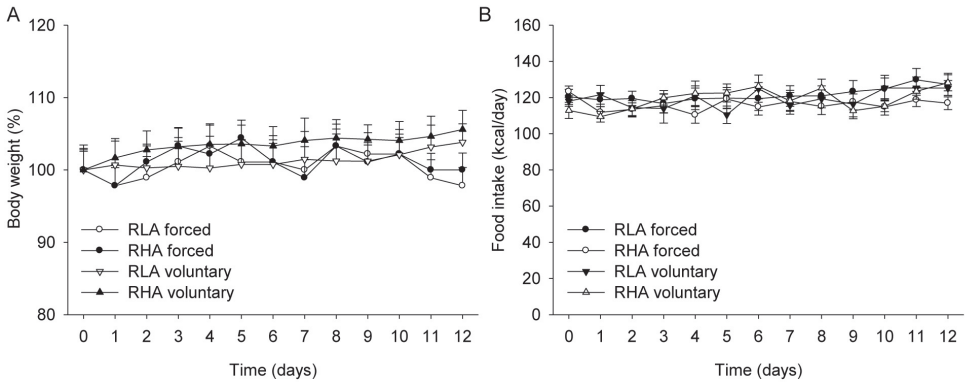 A
120
110
100
90
80
Body weight (%)
RLA forced
RHA forced
RLA voluntary
RHA voluntary
0 1 2 3 4 5 6 7 8 9 10 11 12
Time (days)
B
160
140
120
100
80
60
40
20
0
Food intake (kcal/day)
RLA forced
RHA forced
RLA voluntary
RHA voluntary
0 1 2 3 4 5 6 7 8 9 10 11 12
Time (days)